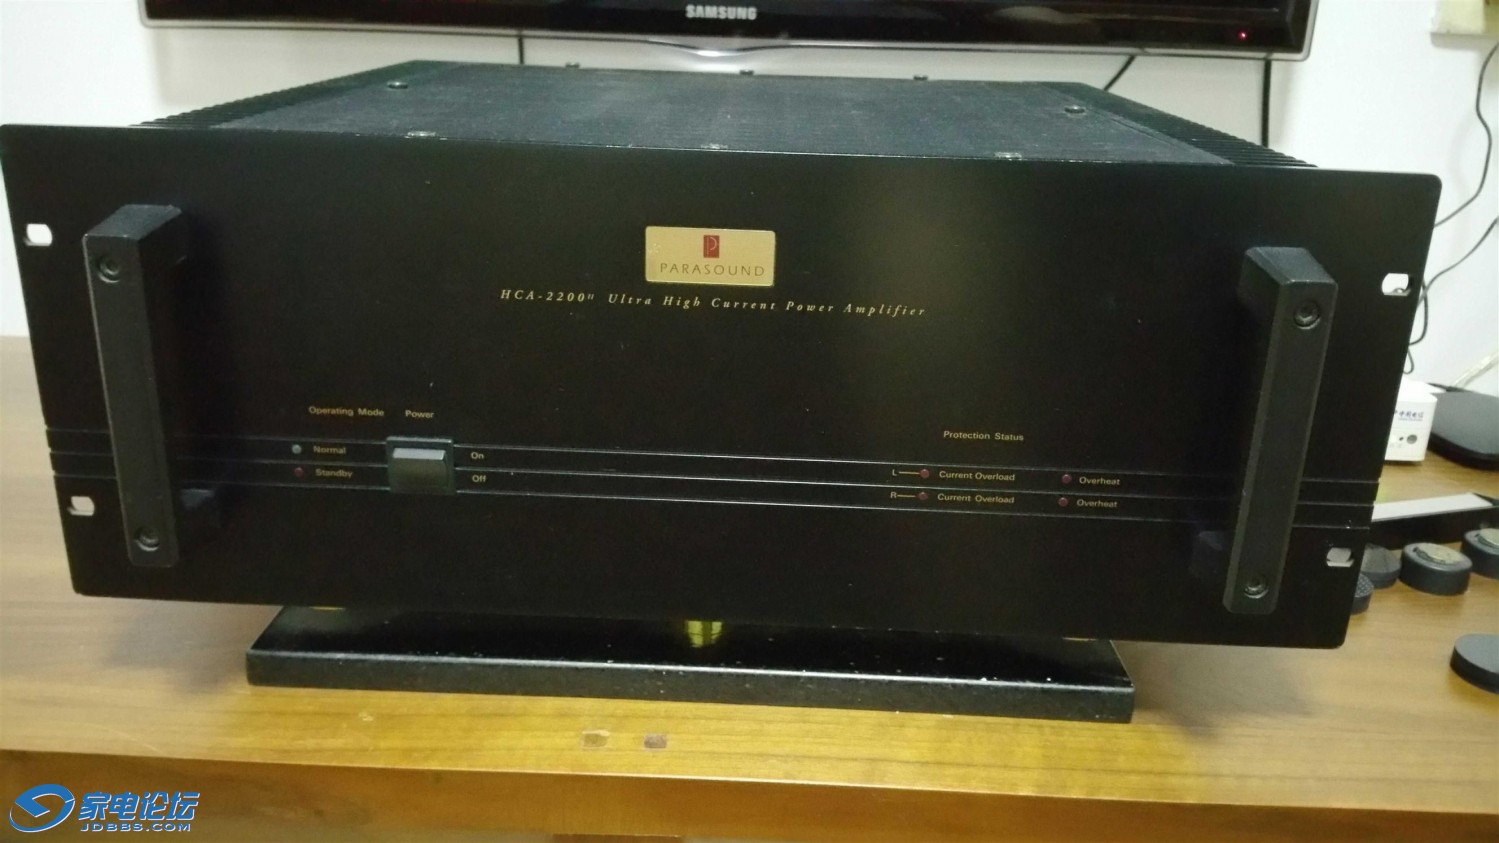 SAMSUNG
P
PARASOUND
HCA-2200II Ultra High Current Power Amplifier
Operating Mode Power
Normal
Standby
On
Off
Protection Status
L Current Overload Overheat
R Current Overload Overheat
家电论坛
JDBBS.COM